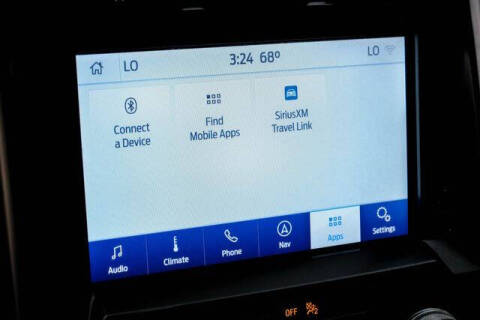 LO 3:24 68° LO
Connect
a Device
Find
Mobile Apps
SiriusXM
Travel Link
Audio Climate Phone Nav Apps Settings
OFF